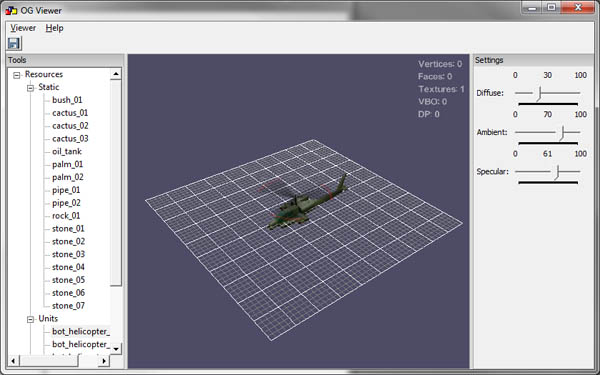 OG Viewer
Viewer Help
Tools
Resources
Static
bush_01
cactus_01
cactus_02
cactus_03
oil_tank
palm_01
palm_02
pipe_01
pipe_02
rock_01
stone_01
stone_02
stone_03
stone_04
stone_05
stone_06
stone_07
Units
bot_helicopter_
bot_helicopter_
Vertices: 0
Faces: 0
Textures: 1
VBO: 0
DP: 0
Settings
0 30 100
Diffuse:
0 70 100
Ambient:
0 61 100
Specular: